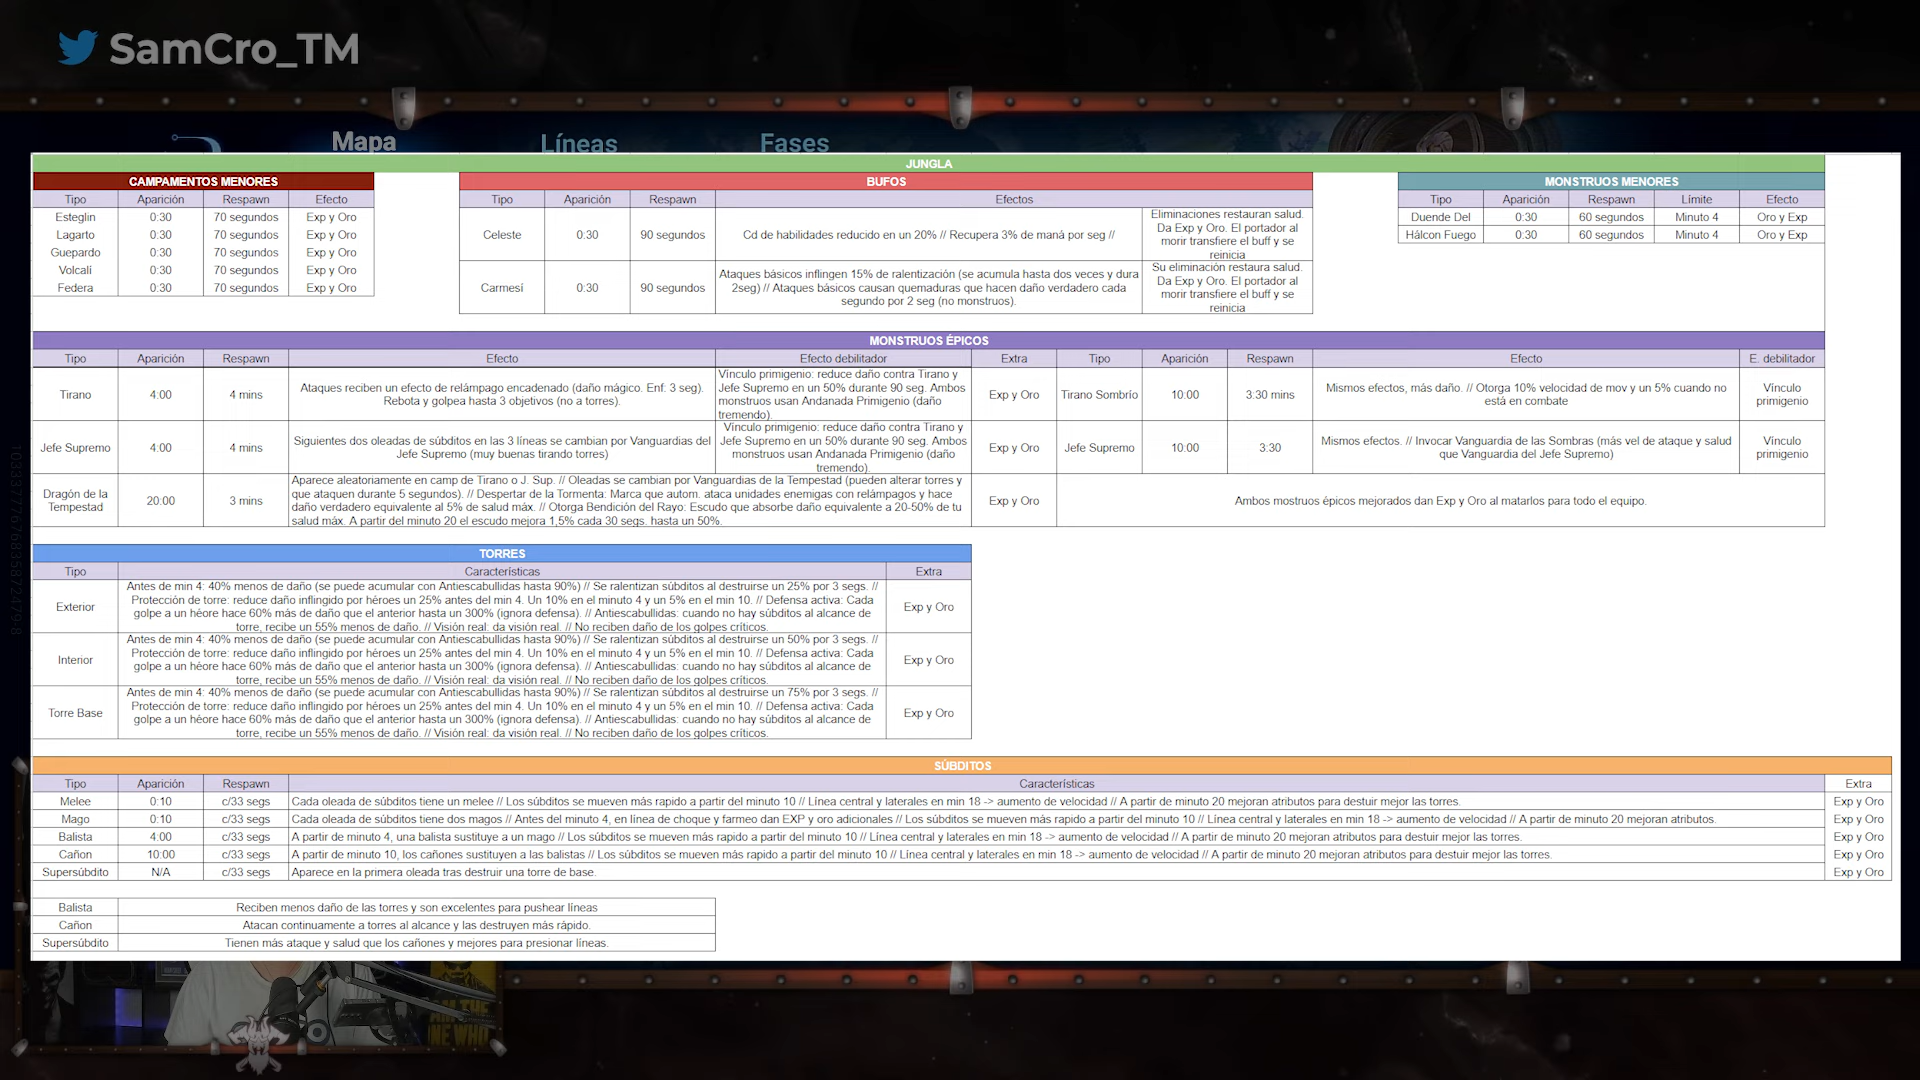 SamCro_TM
Mapa Líneas Fases
JUNGLA
CAMPAMENTOS MENORES
Tipo Aparición Respawn Efecto
Esteglin 0:30 70 segundos Exp y Oro
Lagarto 0:30 70 segundos Exp y Oro
Guepardo 0:30 70 segundos Exp y Oro
Volcalí 0:30 70 segundos Exp y Oro
Federa 0:30 70 segundos Exp y Oro
BUFOS
Tipo Aparición Respawn Efectos
Celeste 0:30 90 segundos Cd de habilidades reducido en un 20% // Recupera 3% de maná por seg //
Eliminaciones restauran salud.
Da Exp y Oro. El portador al
morir transfiere el buff y se
reinicia
Carmesí 0:30 90 segundos
Ataques básicos inflingen 15% de ralentización (se acumula hasta dos veces y dura
2seg) // Ataques básicos causan quemaduras que hacen daño verdadero cada
segundo por 2 seg (no monstruos).
Su eliminación restaura salud.
Da Exp y Oro. El portador al
morir transfiere el buff y se
reinicia
MONSTRUOS MENORES
Tipo Aparición Respawn Límite Efecto
Duende Del 0:30 60 segundos Minuto 4 Oro y Exp
Hálcon Fuego 0:30 60 segundos Minuto 4 Oro y Exp
MONSTRUOS ÉPICOS
Tipo Aparición Respawn Efecto Efecto debilitador Extra Tipo Aparición Respawn Efecto E. debilitador
Tirano 4:00 4 mins
Ataques reciben un efecto de relámpago encadenado (daño mágico. Enf: 3 seg).
Rebota y golpea hasta 3 objetivos (no a torres).
Vínculo primigenio: reduce daño contra Tirano y
Jefe Supremo en un 50% durante 90 seg. Ambos
monstruos usan Andanada Primigenio (daño
tremendo).
Exp y Oro Tirano Sombrío 10:00 3:30 mins
Mismos efectos, más daño. // Otorga 10% velocidad de mov y un 5% cuando no
está en combate
Vínculo
primigenio
Jefe Supremo 4:00 4 mins
Siguientes dos oleadas de súbditos en las 3 líneas se cambian por Vanguardias del
Jefe Supremo (muy buenas tirando torres)
Vínculo primigenio: reduce daño contra Tirano y
Jefe Supremo en un 50% durante 90 seg. Ambos
monstruos usan Andanada Primigenio (daño
tremendo).
Exp y Oro Jefe Supremo 10:00 3:30
Mismos efectos. // Invocar Vanguardia de las Sombras (más vel de ataque y salud
que Vanguardia del Jefe Supremo)
Vínculo
primigenio
Dragón de la
Tempestad
20:00 3 mins
Aparece aleatoriamente en camp de Tirano o J. Sup. // Oleadas se cambian por Vanguardias de la Tempestad (pueden alterar torres y
que ataquen durante 5 segundos). // Despertar de la Tormenta: Marca que autom. ataca unidades enemigas con relámpagos y hace
daño verdadero equivalente al 5% de salud máx. // Otorga Bendición del Rayo: Escudo que absorbe daño equivalente a 20-50% de tu
salud máx. A partir del minuto 20 el escudo mejora 1,5% cada 30 segs. hasta un 50%.
Exp y Oro Ambos mostruos épicos mejorados dan Exp y Oro al matarlos para todo el equipo.
TORRES
Tipo Características Extra
Exterior
Antes de min 4: 40% menos de daño (se puede acumular con Antiescabullidas hasta 90%) // Se ralentizan súbditos al destruirse un 25% por 3 segs. //
Protección de torre: reduce daño inflingido por héroes un 25% antes del min 4. Un 10% en el minuto 4 y un 5% en el min 10. // Defensa activa: Cada
golpe a un héore hace 60% más de daño que el anterior hasta un 300% (ignora defensa). // Antiescabullidas: cuando no hay súbditos al alcance de
torre, recibe un 55% menos de daño. // Visión real: da visión real. // No reciben daño de los golpes críticos.
Exp y Oro
Interior
Antes de min 4: 40% menos de daño (se puede acumular con Antiescabullidas hasta 90%) // Se ralentizan súbditos al destruirse un 50% por 3 segs. //
Protección de torre: reduce daño inflingido por héroes un 25% antes del min 4. Un 10% en el minuto 4 y un 5% en el min 10. // Defensa activa: Cada
golpe a un héore hace 60% más de daño que el anterior hasta un 300% (ignora defensa). // Antiescabullidas: cuando no hay súbditos al alcance de
torre, recibe un 55% menos de daño. // Visión real: da visión real. // No reciben daño de los golpes críticos.
Exp y Oro
Torre Base
Antes de min 4: 40% menos de daño (se puede acumular con Antiescabullidas hasta 90%) // Se ralentizan súbditos al destruirse un 75% por 3 segs. //
Protección de torre: reduce daño inflingido por héroes un 25% antes del min 4. Un 10% en el minuto 4 y un 5% en el min 10. // Defensa activa: Cada
golpe a un héore hace 60% más de daño que el anterior hasta un 300% (ignora defensa). // Antiescabullidas: cuando no hay súbditos al alcance de
torre, recibe un 55% menos de daño. // Visión real: da visión real. // No reciben daño de los golpes críticos.
Exp y Oro
SÚBDITOS
Tipo Aparición Respawn Características Extra
Melee 0:10 c/33 segs Cada oleada de súbditos tiene un melee // Los súbditos se mueven más rapido a partir del minuto 10 // Línea central y laterales en min 18 -> aumento de velocidad // A partir de minuto 20 mejoran atributos para destuir mejor las torres. Exp y Oro
Mago 0:10 c/33 segs Cada oleada de súbditos tiene dos magos // Antes del minuto 4, en línea de choque y farmeo dan EXP y oro adicionales // Los súbditos se mueven más rapido a partir del minuto 10 // Línea central y laterales en min 18 -> aumento de velocidad // A partir de minuto 20 mejoran atributos. Exp y Oro
Balista 4:00 c/33 segs A partir de minuto 4, una balista sustituye a un mago // Los súbditos se mueven más rapido a partir del minuto 10 // Línea central y laterales en min 18 -> aumento de velocidad // A partir de minuto 20 mejoran atributos para destuir mejor las torres. Exp y Oro
Cañon 10:00 c/33 segs A partir de minuto 10, los cañones sustituyen a las balistas // Los súbditos se mueven más rapido a partir del minuto 10 // Línea central y laterales en min 18 -> aumento de velocidad // A partir de minuto 20 mejoran atributos para destuir mejor las torres. Exp y Oro
Supersúbdito N/A c/33 segs Aparece en la primera oleada tras destruir una torre de base. Exp y Oro
Balista Reciben menos daño de las torres y son excelentes para pushear líneas
Cañon Atacan continuamente a torres al alcance y las destruyen más rápido.
Supersúbdito Tienen más ataque y salud que los cañones y mejores para presionar líneas.